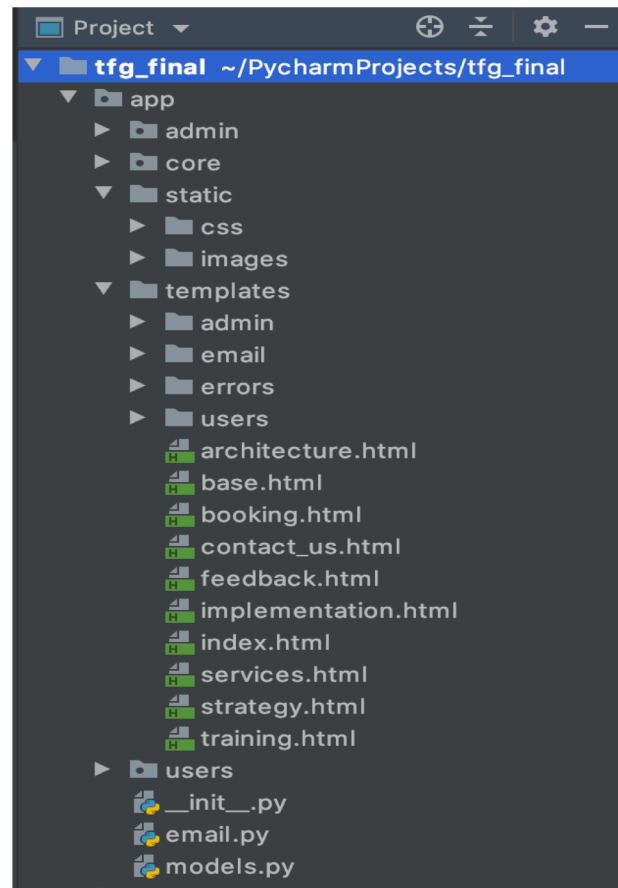 Project
tfg_final ~/PycharmProjects/tfg_final
app
admin
core
static
css
images
templates
admin
email
errors
users
architecture.html
base.html
booking.html
contact_us.html
feedback.html
implementation.html
index.html
services.html
strategy.html
training.html
users
__init__.py
email.py
models.py